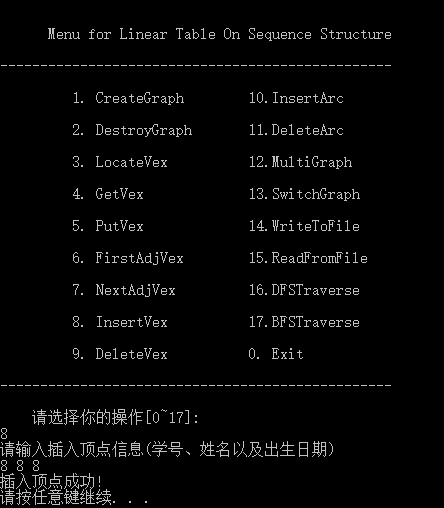 Menu for Linear Table On Sequence Structure
-------------------------------------------------
1. CreateGraph 10.InsertArc
2. DestroyGraph 11.DeleteArc
3. LocateVex 12.MultiGraph
4. GetVex 13.SwitchGraph
5. PutVex 14.WriteToFile
6. FirstAdjVex 15.ReadFromFile
7. NextAdjVex 16.DFSTraverse
8. InsertVex 17.BFSTraverse
9. DeleteVex 0. Exit
-------------------------------------------------
请选择你的操作[0~17]:
8
请输入插入顶点信息(学号、姓名以及出生日期)
8 8 8
插入顶点成功!
请按任意键继续. . .